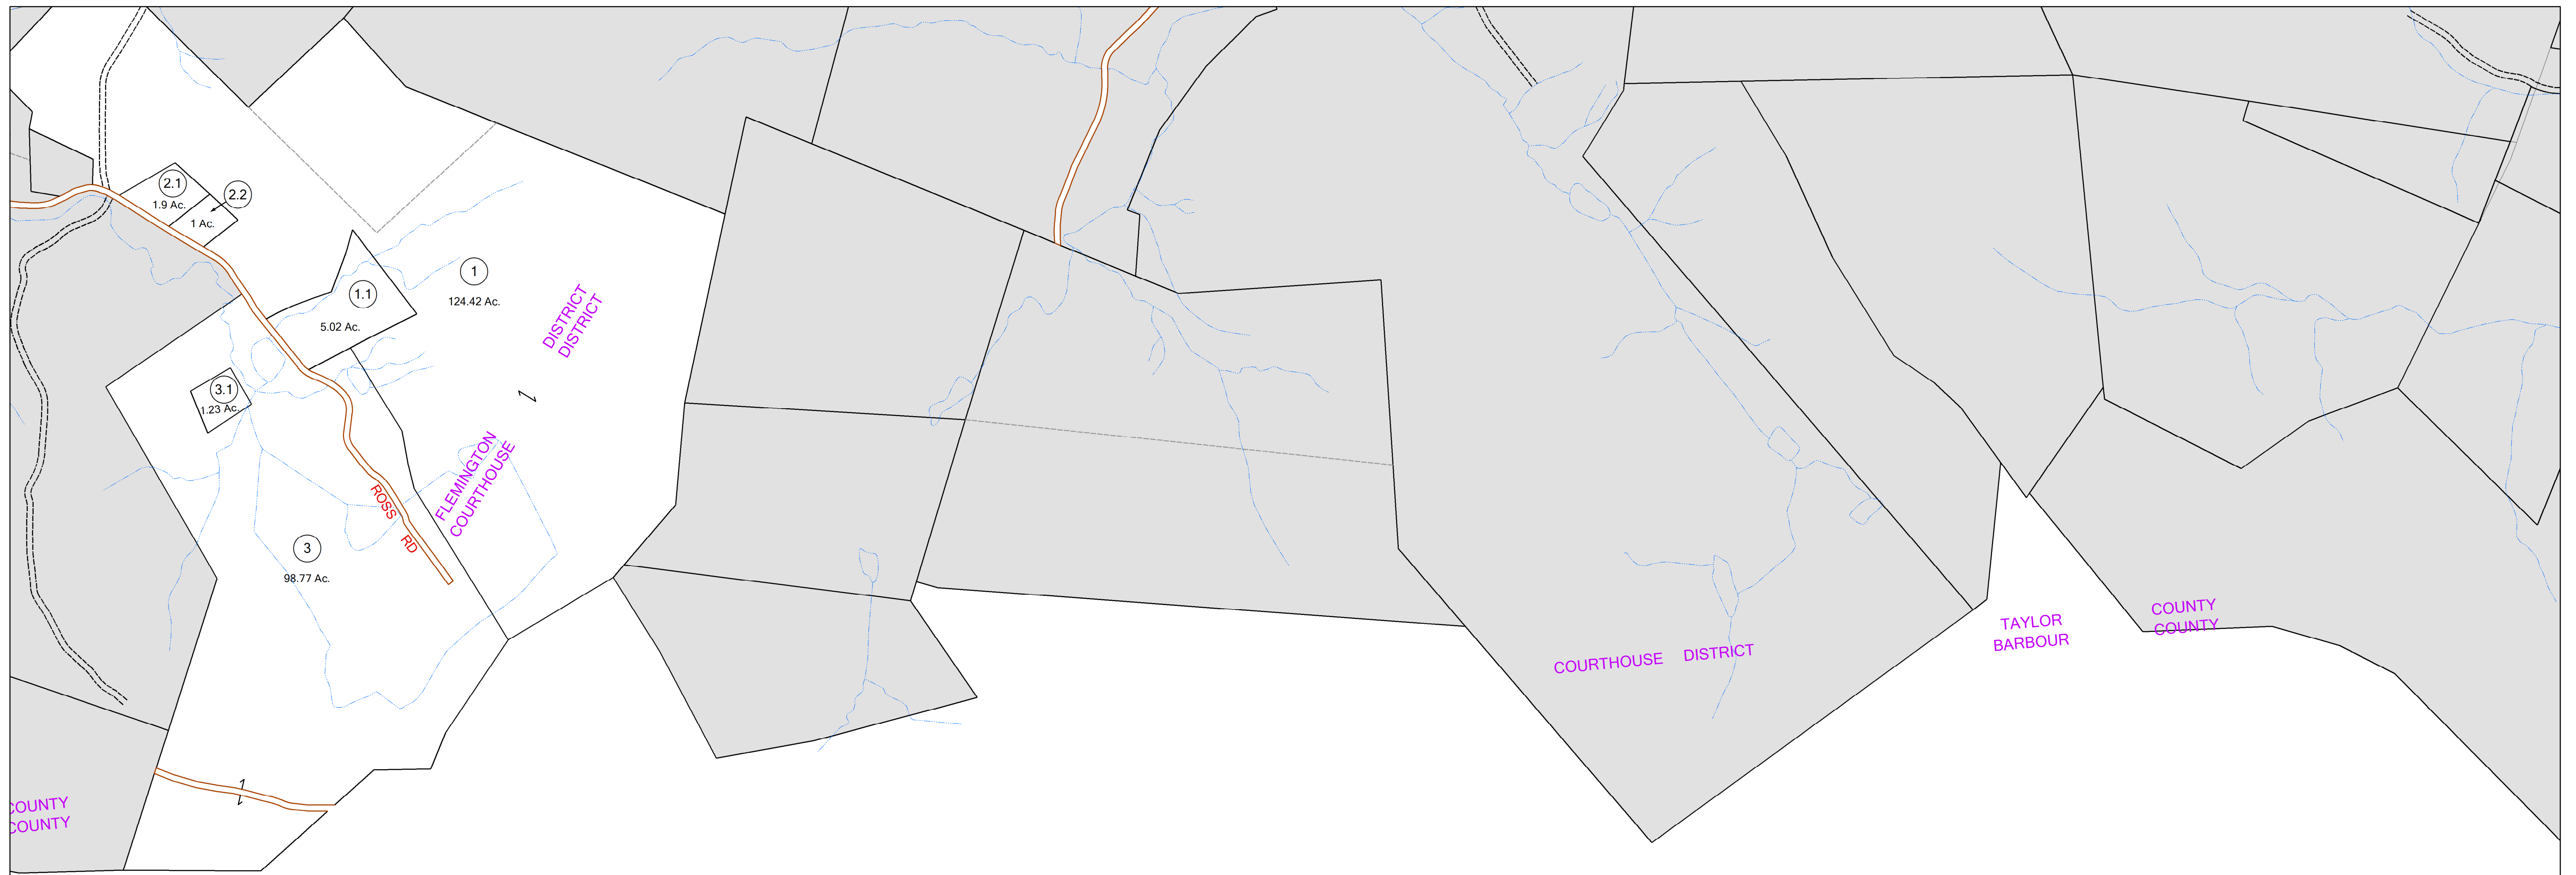 2.1
1.9 Ac.
2.2
1 Ac.
1
124.42 Ac.
1.1
5.02 Ac.
DISTRICT
DISTRICT
3.1
1.23 Ac.
FLEMINGTON
COURTHOUSE
ROSS RD
3
98.77 Ac.
COURTHOUSE DISTRICT
TAYLOR
BARBOUR
COUNTY
COUNTY
COUNTY
COUNTY